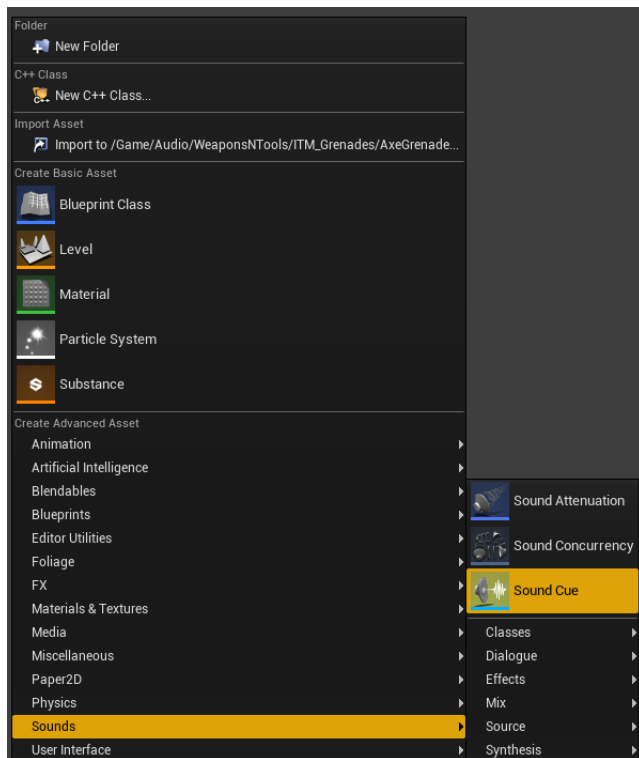 Folder
New Folder
C++ Class
New C++ Class...
Import Asset
Import to /Game/Audio/WeaponsNTools/ITM_Grenades/AxeGrenade...
Create Basic Asset
Blueprint Class
Level
Material
Particle System
Substance
Create Advanced Asset
Animation
Artificial Intelligence
Blendables
Blueprints
Editor Utilities
Foliage
FX
Materials & Textures
Media
Miscellaneous
Paper2D
Physics
Sounds
User Interface
Sound Attenuation
Sound Concurrency
Sound Cue
Classes
Dialogue
Effects
Mix
Source
Synthesis